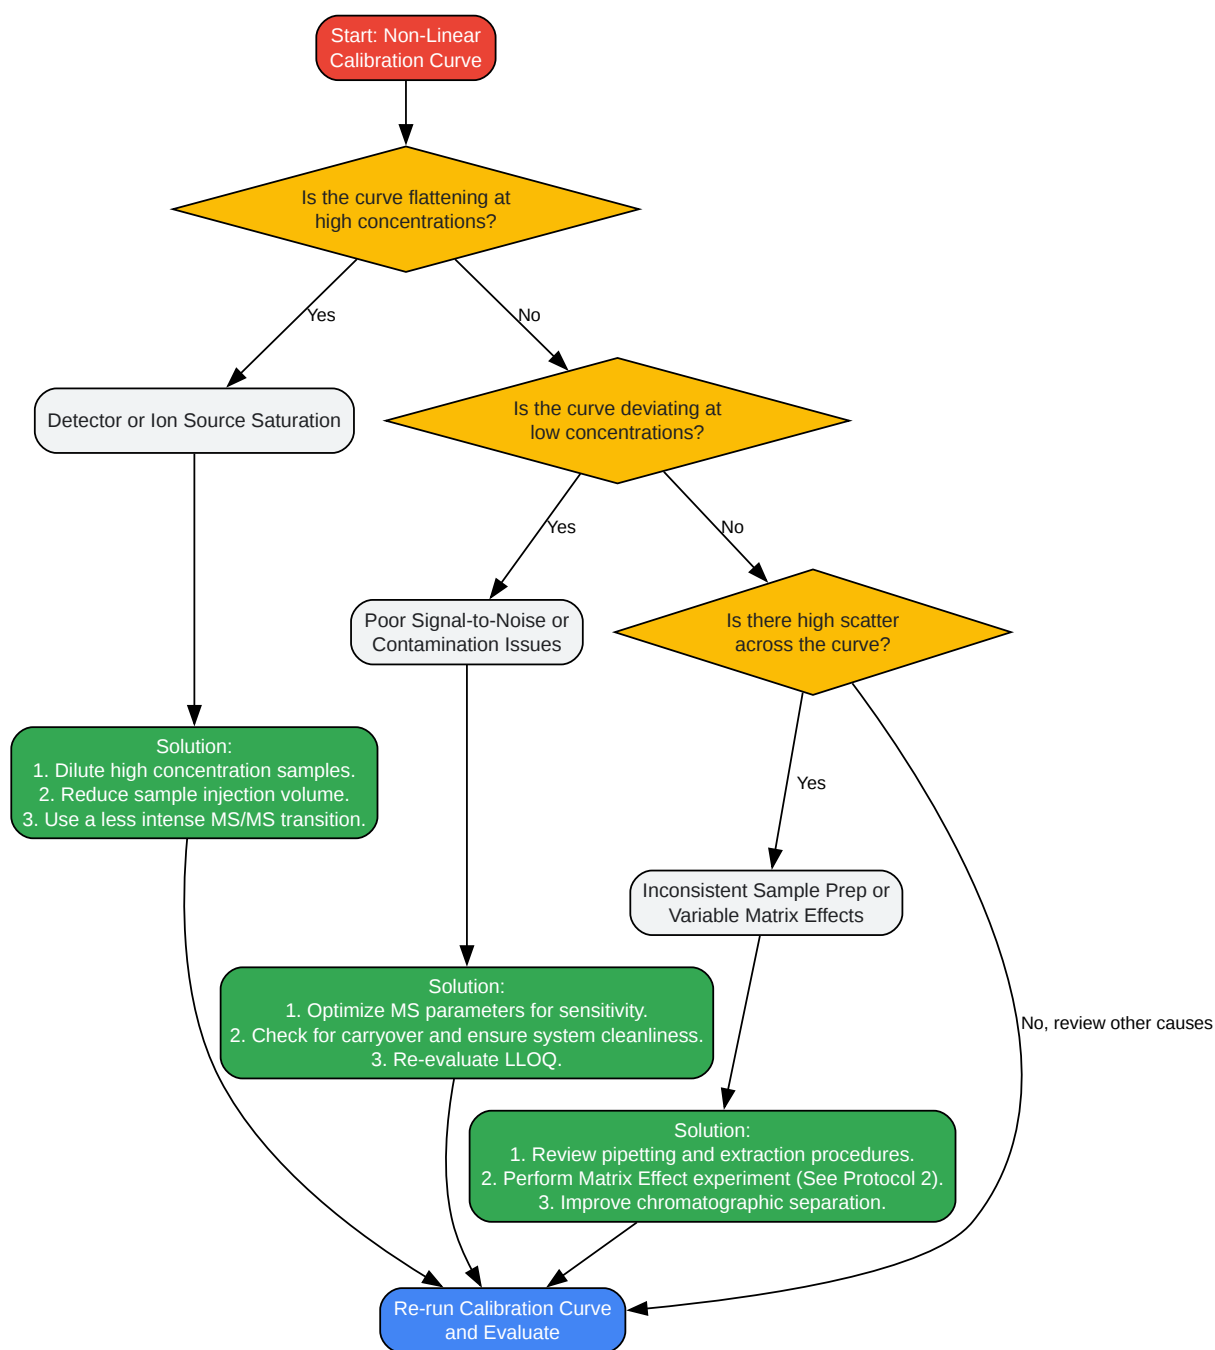 Start: Non-Linear
Calibration Curve
Is the curve flattening at
high concentrations?
Yes
No
Detector or Ion Source Saturation
Is the curve deviating at
low concentrations?
Yes
No
Poor Signal-to-Noise or
Contamination Issues
Is there high scatter
across the curve?
Solution:
1. Dilute high concentration samples.
2. Reduce sample injection volume.
3. Use a less intense MS/MS transition.
Yes
Inconsistent Sample Prep or
Variable Matrix Effects
Solution:
1. Optimize MS parameters for sensitivity.
2. Check for carryover and ensure system cleanliness.
3. Re-evaluate LLOQ.
No, review other causes
Solution:
1. Review pipetting and extraction procedures.
2. Perform Matrix Effect experiment (See Protocol 2).
3. Improve chromatographic separation.
Re-run Calibration Curve
and Evaluate